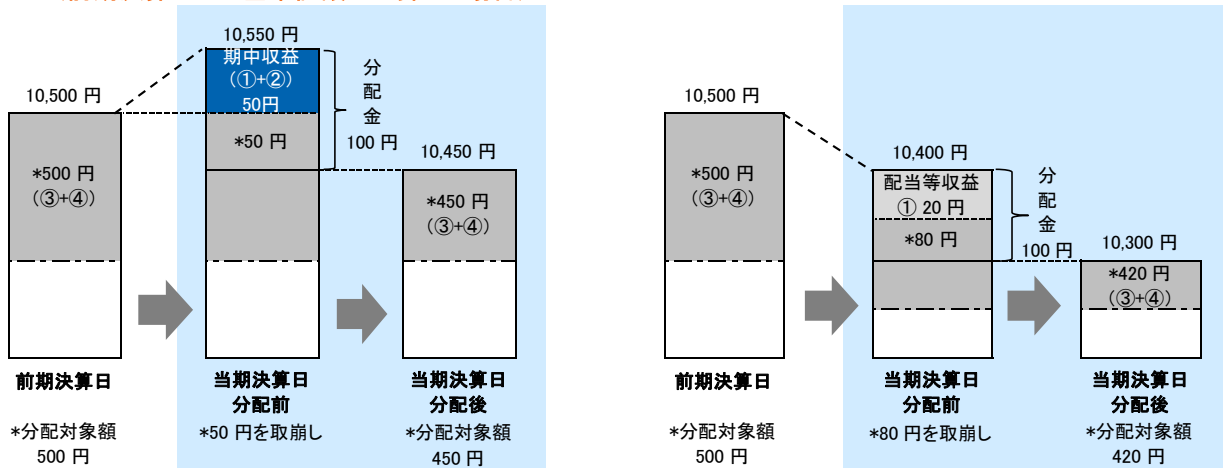 10,550 円
期中収益
(①+②)
50円
*50 円
分配金
100 円
10,500 円
*500 円
(③+④)
10,450 円
*450 円
(③+④)
前期決算日
当期決算日
分配前
当期決算日
分配後
*分配対象額
500 円
*50 円を取崩し
*分配対象額
450 円
10,500 円
*500 円
(③+④)
10,400 円
配当等収益
① 20 円
*80 円
分配金
100 円
10,300 円
*420 円
(③+④)
前期決算日
当期決算日
分配前
当期決算日
分配後
*分配対象額
500 円
*80 円を取崩し
*分配対象額
420 円